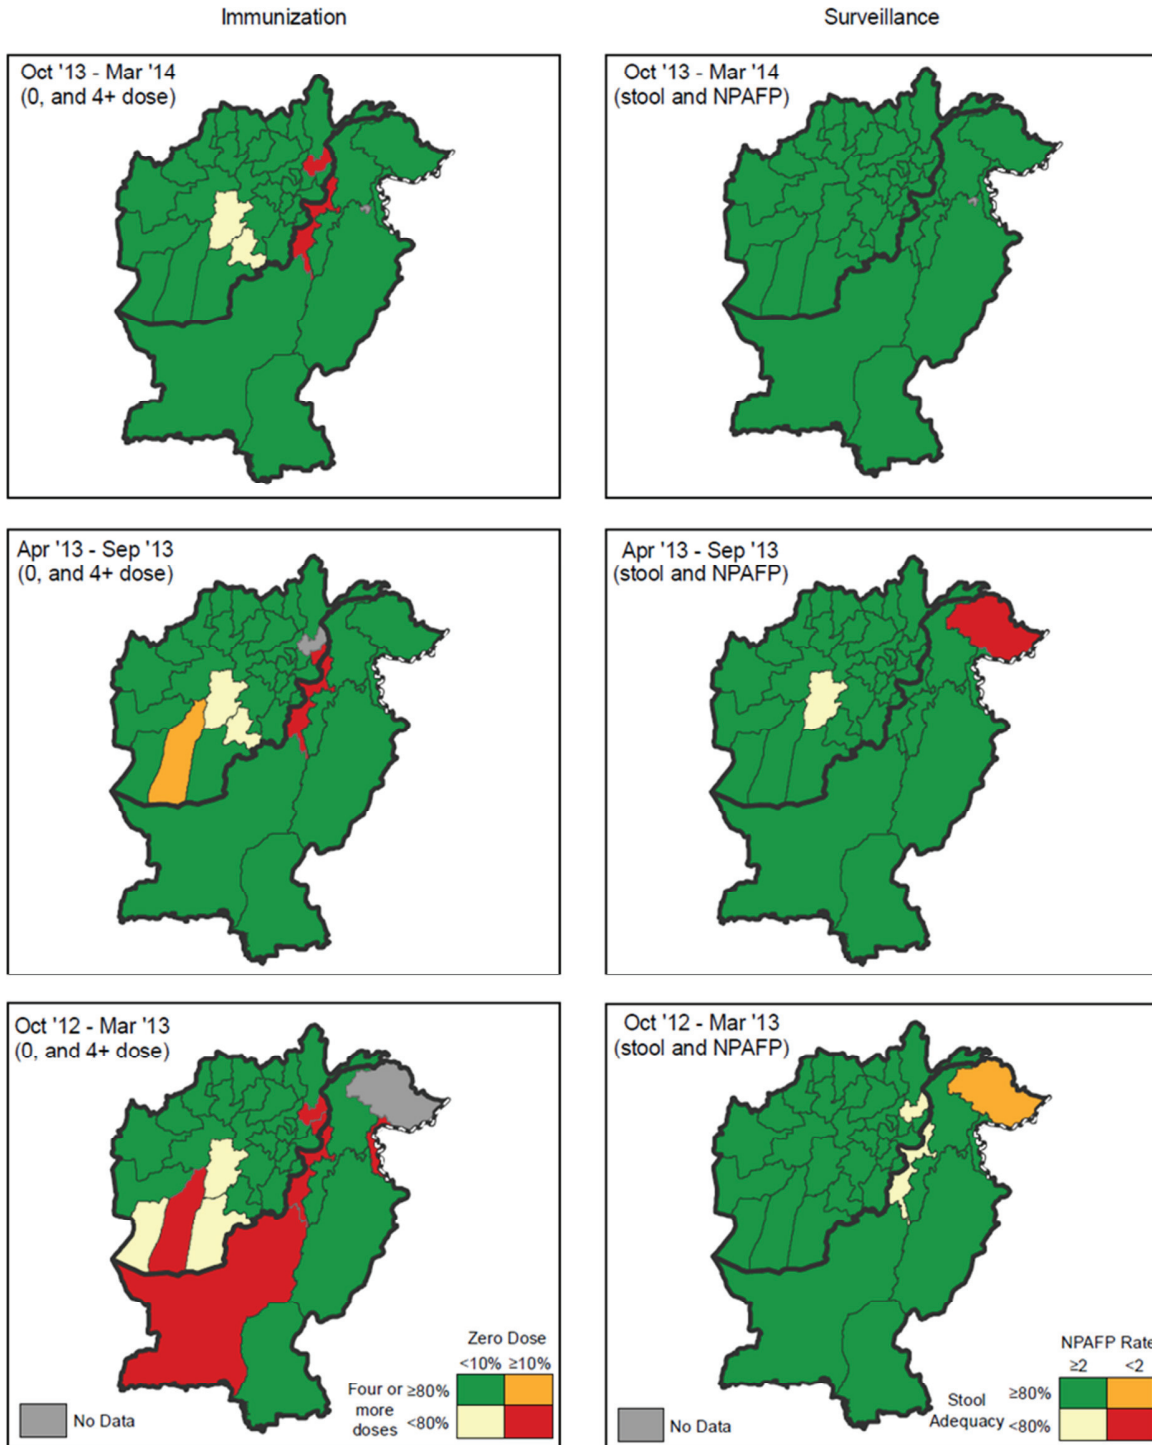 Immunization
Surveillance
Oct '13 - Mar '14
(0, and 4+ dose)
Oct '13 - Mar '14
(stool and NPAFP)
Apr '13 - Sep '13
(0, and 4+ dose)
Apr '13 - Sep '13
(stool and NPAFP)
Oct '12 - Mar '13
(0, and 4+ dose)
Zero Dose
<10% ≥10%
Four or ≥80%
more
doses <80%
No Data
Oct '12 - Mar '13
(stool and NPAFP)
NPAFP Rate
≥2 <2
≥80%
Stool
Adequacy <80%
No Data